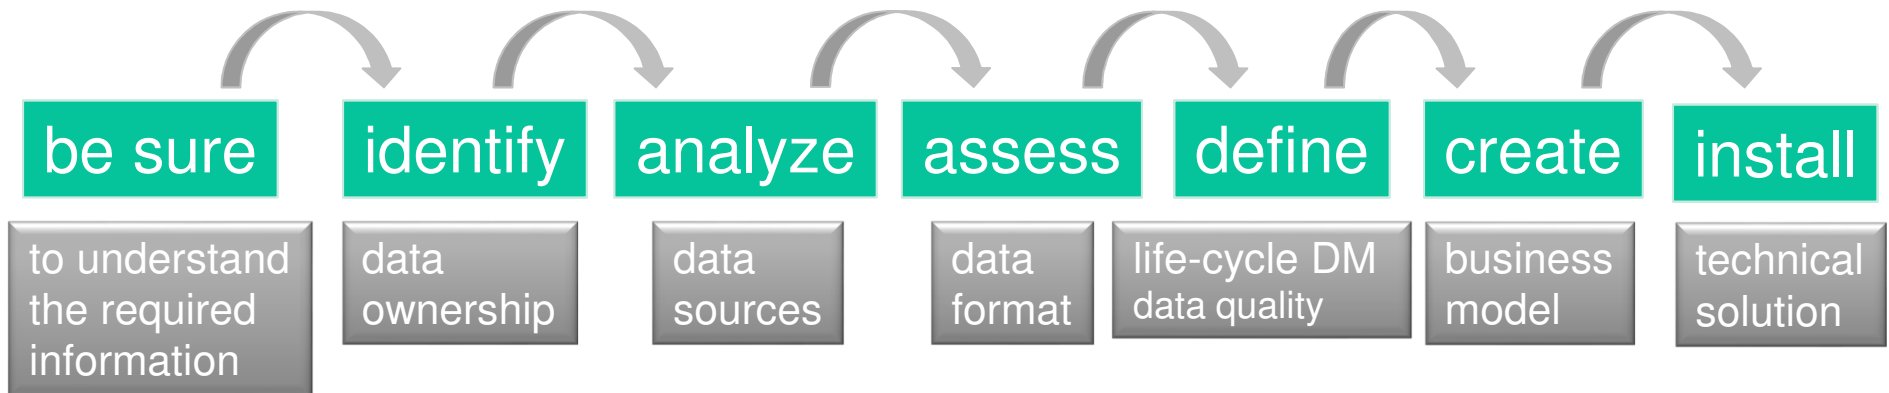 be sure
identify
analyze
assess
define
create
install
to understand
the required
information
data
ownership
data
sources
data
format
life-cycle DM
data quality
business
model
technical
solution